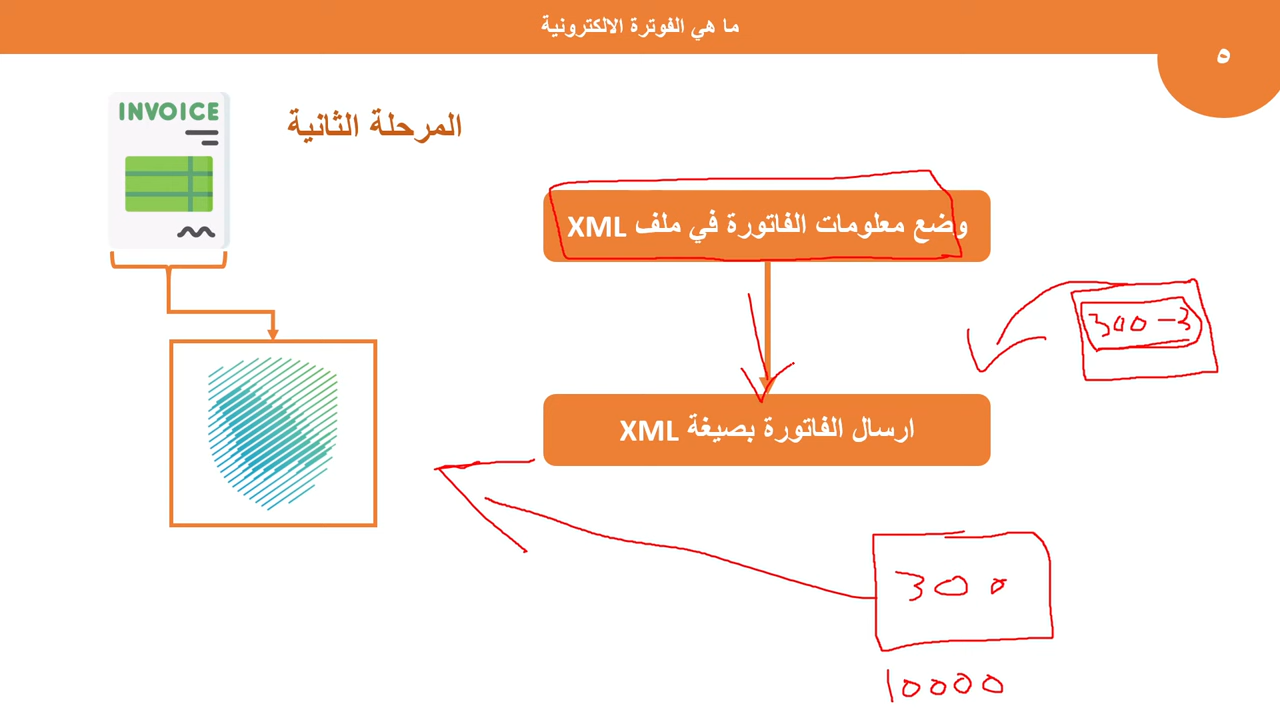 ما هي الفوترة الالكترونية
٥
INVOICE
المرحلة الثانية
وضع معلومات الفاتورة في ملف XML
300-3
ارسال الفاتورة بصيغة XML
300
10000